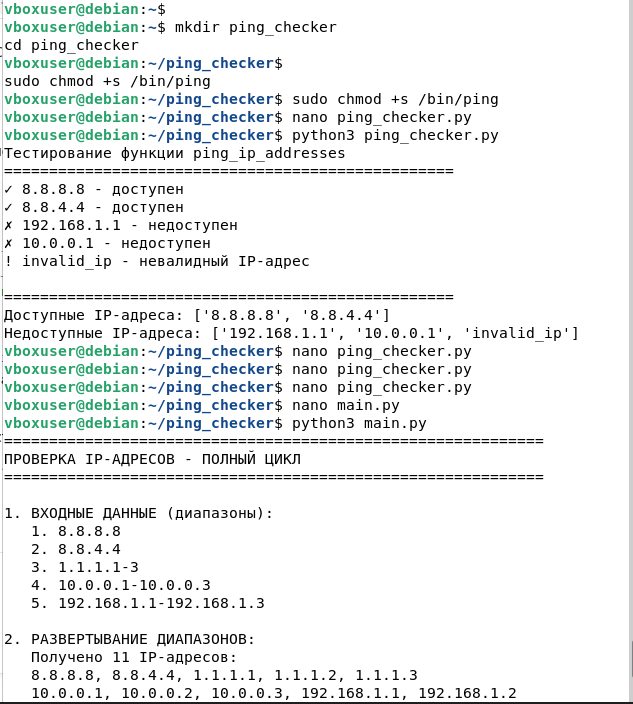 vboxuser@debian:~$
vboxuser@debian:~$ mkdir ping_checker
cd ping_checker
vboxuser@debian:~/ping_checker$
sudo chmod +s /bin/ping
vboxuser@debian:~/ping_checker$ sudo chmod +s /bin/ping
vboxuser@debian:~/ping_checker$ nano ping_checker.py
vboxuser@debian:~/ping_checker$ python3 ping_checker.py
Тестирование функции ping_ip_addresses
==================================================
✓ 8.8.8.8 - доступен
✓ 8.8.4.4 - доступен
✗ 192.168.1.1 - недоступен
✗ 10.0.0.1 - недоступен
! invalid_ip - невалидный IP-адрес
==================================================
Доступные IP-адреса: ['8.8.8.8', '8.8.4.4']
Недоступные IP-адреса: ['192.168.1.1', '10.0.0.1', 'invalid_ip']
vboxuser@debian:~/ping_checker$ nano ping_checker.py
vboxuser@debian:~/ping_checker$ nano ping_checker.py
vboxuser@debian:~/ping_checker$ nano ping_checker.py
vboxuser@debian:~/ping_checker$ nano main.py
vboxuser@debian:~/ping_checker$ python3 main.py
============================================================
ПРОВЕРКА IP-АДРЕСОВ - ПОЛНЫЙ ЦИКЛ
============================================================
1. ВХОДНЫЕ ДАННЫЕ (диапазоны):
1. 8.8.8.8
2. 8.8.4.4
3. 1.1.1.1-3
4. 10.0.0.1-10.0.0.3
5. 192.168.1.1-192.168.1.3
2. РАЗВЕРТЫВАНИЕ ДИАПАЗОНОВ:
Получено 11 IP-адресов:
8.8.8.8, 8.8.4.4, 1.1.1.1, 1.1.1.2, 1.1.1.3
10.0.0.1, 10.0.0.2, 10.0.0.3, 192.168.1.1, 192.168.1.2